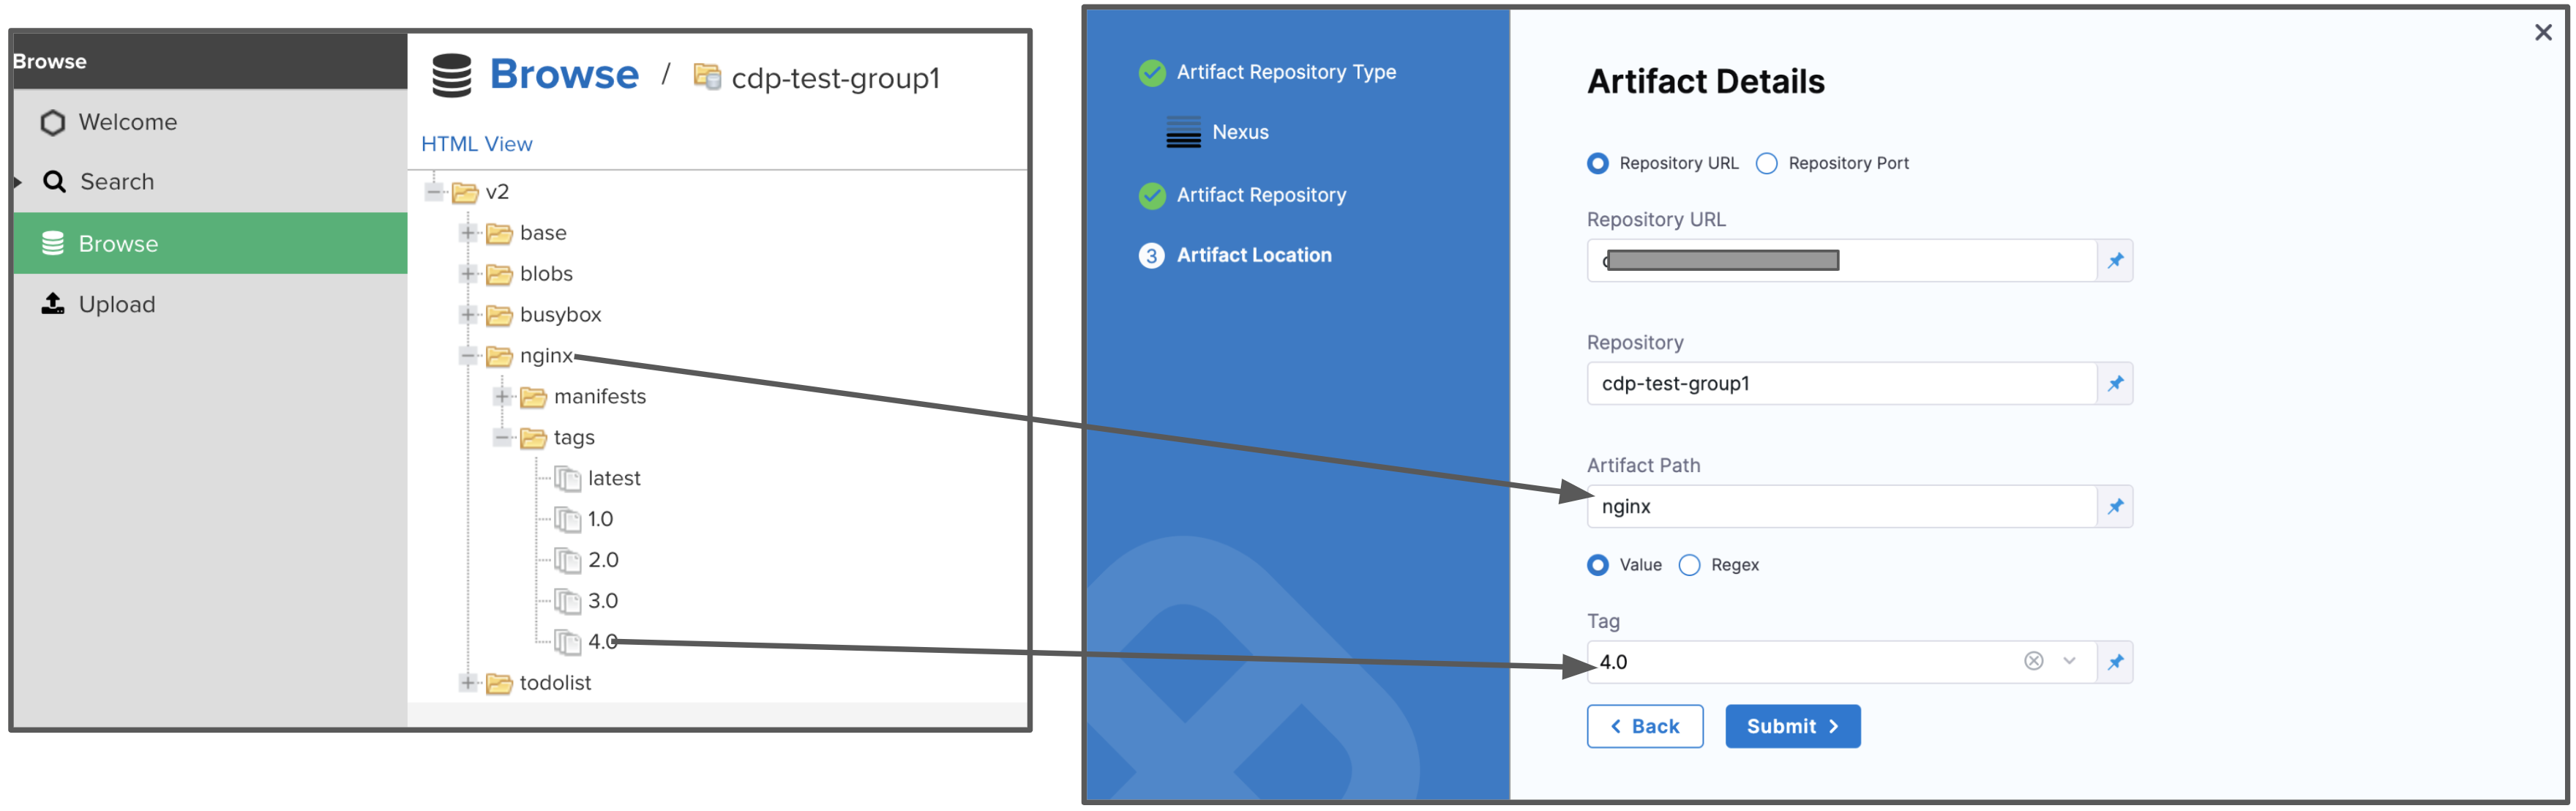 Browse
Welcome
Search
Browse
Upload
Browse / cdp-test-group1
HTML View
v2
base
blobs
busybox
nginx
manifests
tags
latest
1.0
2.0
3.0
4.0
todolist
Artifact Repository Type
Nexus
Artifact Repository
3 Artifact Location
Artifact Details
Repository URL Repository Port
Repository URL
Repository
cdp-test-group1
Artifact Path
nginx
Value Regex
Tag
4.0
Back Submit